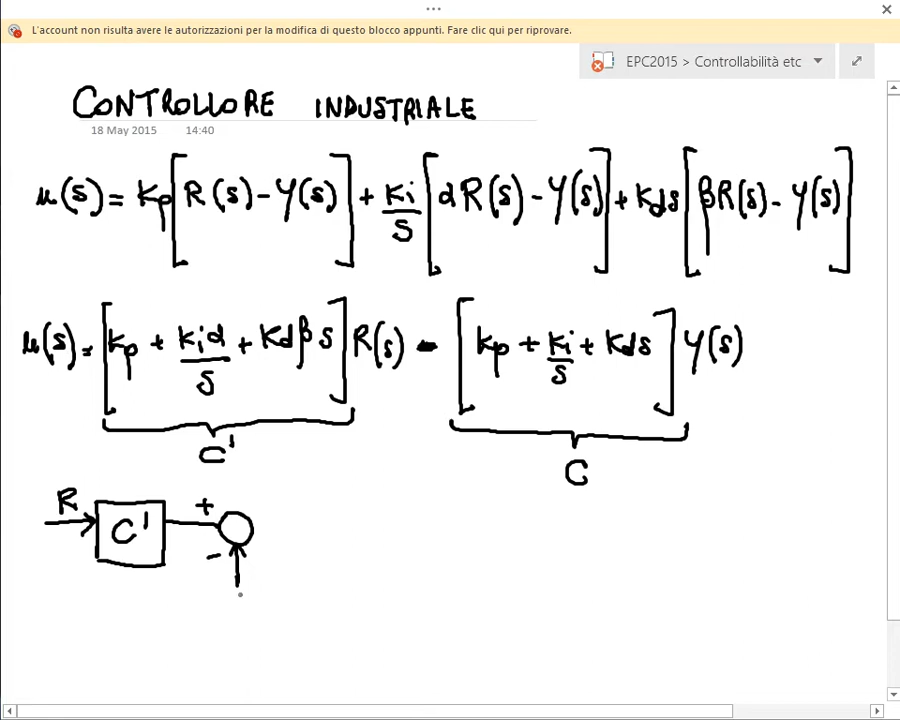 L'account non risulta avere le autorizzazioni per la modifica di questo blocco appunti. Fare clic qui per riprovare.
EPC2015 > Controllabilità etc
CONTROLLORE INDUSTRIALE
18 May 2015 14:40
u(s) = Kp[R(s) - Y(s)] + Ki/s [αR(s) - Y(s)] + Kds [βR(s) - Y(s)]
u(s) = [Kp + Kiα/s + Kdβs] R(s) - [Kp + Ki/s + Kds] Y(s)
C' C
R C' + -